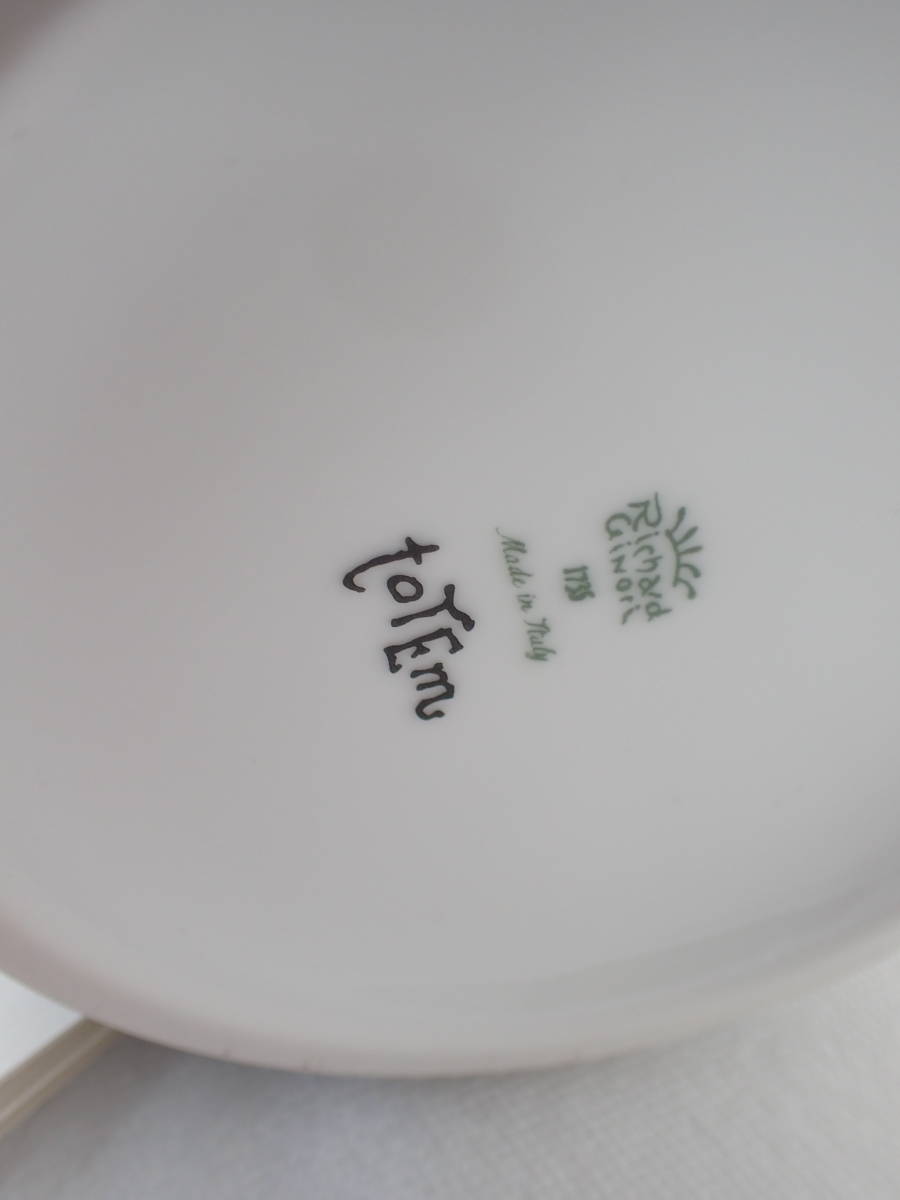 Richard
Ginori
1735
Made in Italy
toTEm